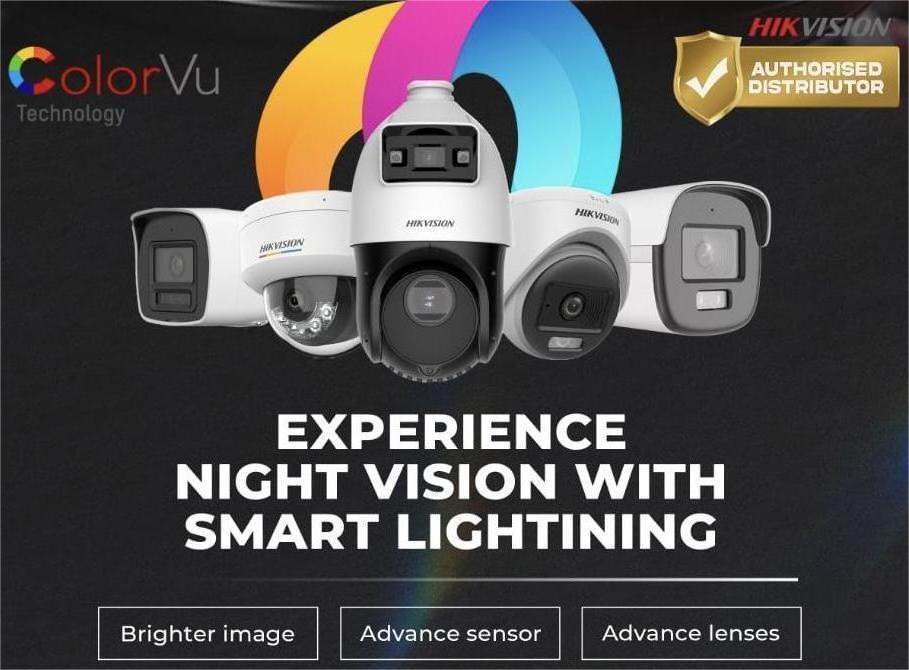 ColorVu
Technology
HIKVISION
AUTHORISED
DISTRIBUTOR
HIKVISION
HIKVISION
HIKVISION
EXPERIENCE
NIGHT VISION WITH
SMART LIGHTINING
Brighter image
Advance sensor
Advance lenses